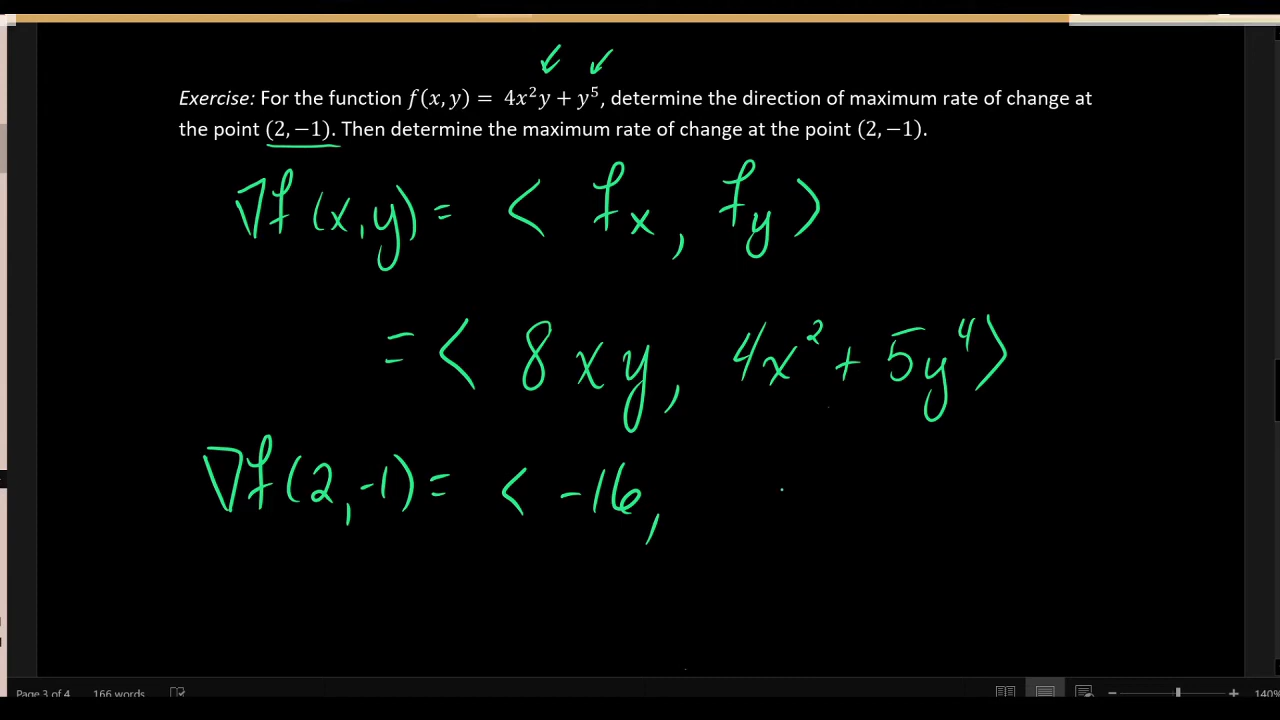 Exercise: For the function f(x, y) = 4x²y + y⁵, determine the direction of maximum rate of change at
the point (2, −1). Then determine the maximum rate of change at the point (2, −1).
∇f(x,y) = < fx, fy >
= < 8xy, 4x² + 5y⁴ >
∇f(2,-1) = < -16,
Page 3 of 4 166 words 140%